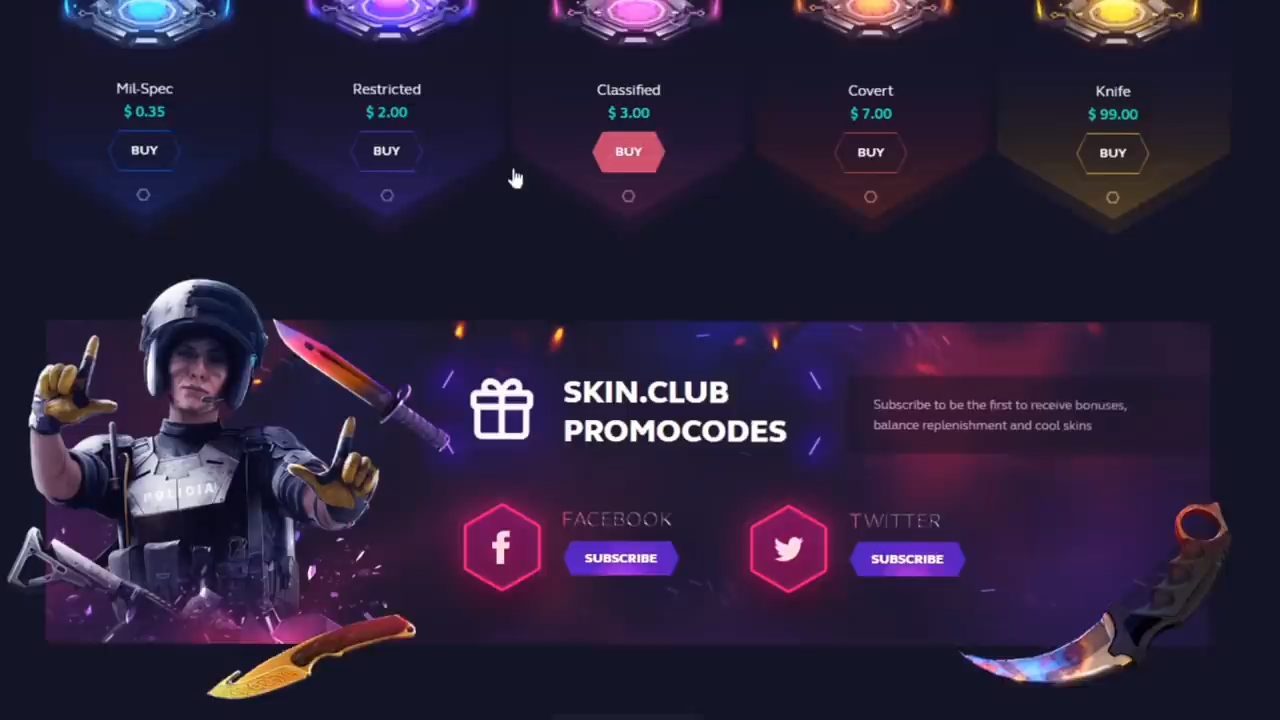 Mil-Spec
$ 0.35
BUY
Restricted
$ 2.00
BUY
Classified
$ 3.00
BUY
Covert
$ 7.00
BUY
Knife
$ 99.00
BUY
POLICIA
SKIN.CLUB
PROMOCODES
Subscribe to be the first to receive bonuses,
balance replenishment and cool skins
FACEBOOK
SUBSCRIBE
TWITTER
SUBSCRIBE